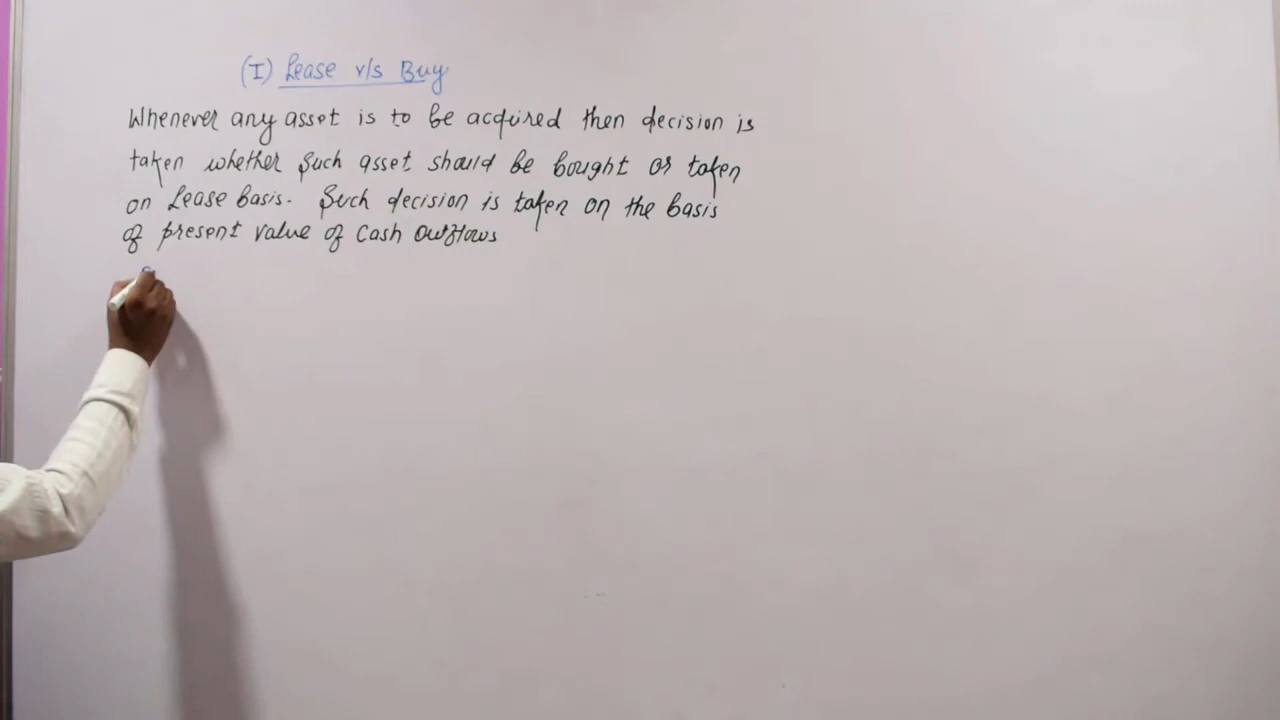 (I) Lease v/s Buy
Whenever any asset is to be acquired then decision is
taken whether such asset should be bought or taken
on Lease basis. Such decision is taken on the basis
of present value of Cash Outflows